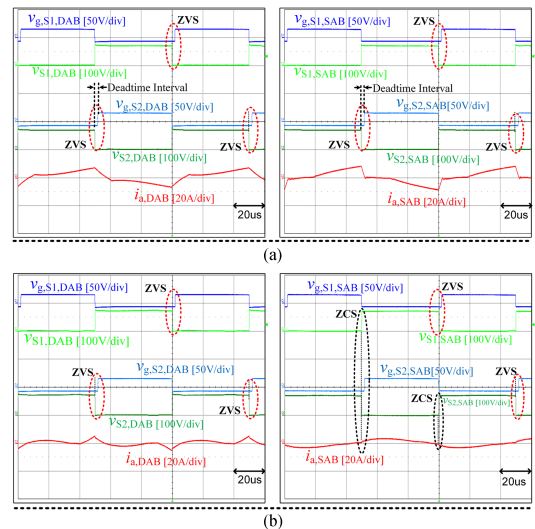 ZVS
v_g,S1,DAB [50V/div]
v_S1,DAB [100V/div]
Deadtime Interval
v_g,S2,DAB [50V/div]
ZVS
ZVS
v_S2,DAB [100V/div]
i_a,DAB [20A/div]
20us
ZVS
v_g,S1,SAB [50V/div]
v_S1,SAB [100V/div]
Deadtime Interval
v_g,S2,SAB[50V/div]
ZVS
ZVS
v_S2,SAB [100V/div]
i_a,SAB [20A/div]
20us
(a)
ZVS
v_g,S1,DAB [50V/div]
v_S1,DAB [100V/div]
v_g,S2,DAB [50V/div]
ZVS
ZVS
v_S2,DAB [100V/div]
i_a,DAB [20A/div]
20us
v_g,S1,SAB [50V/div]
ZVS
ZCS
v_S1,SAB [100V/div]
v_g,S2,SAB[50V/div]
ZVS
ZCS
v_S2,SAB [100V/div]
i_a,SAB [20A/div]
20us
(b)